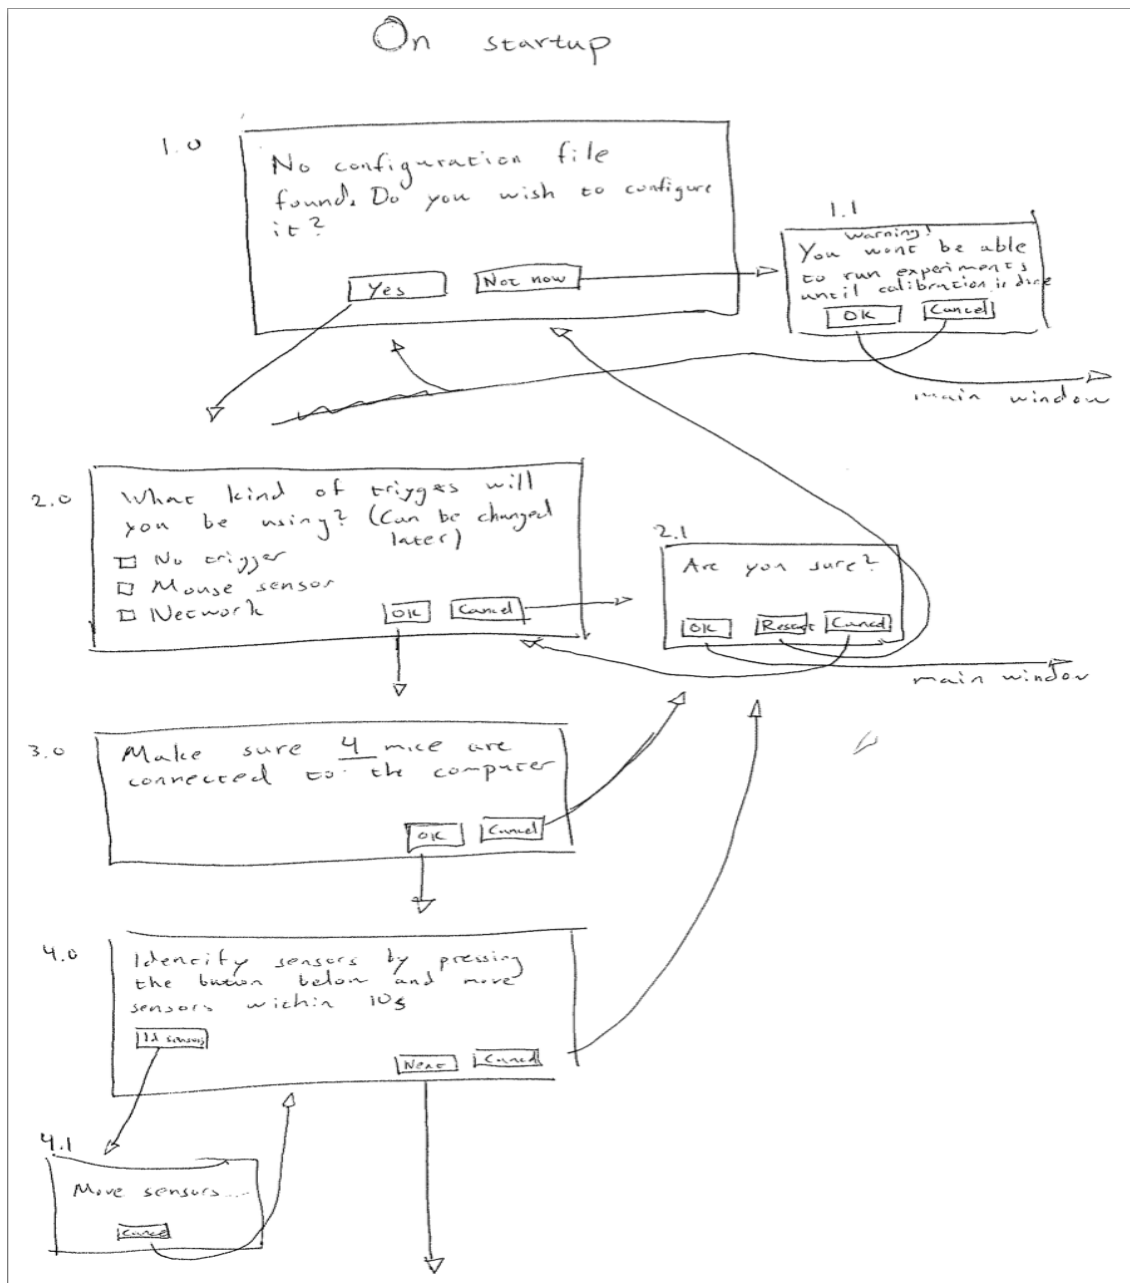 On startup
1.0
No configuration file
found. Do you wish to configure
it?
Yes
Not now
1.1
Warning!
You wont be able
to run experiments
until calibration is done
OK
Cancel
main window
2.0
What kind of trigges will
you be using? (Can be changed
later)
No trigger
Mouse sensor
Network
OK
Cancel
2.1
Are you sure?
OK
Restart
Cancel
main window
3.0
Make sure 4 mice are
connected to the computer
OK
Cancel
4.0
Identify sensors by pressing
the button below and move
sensors within 10s
Id sensors
Next
Cancel
4.1
Move sensors....
Cancel